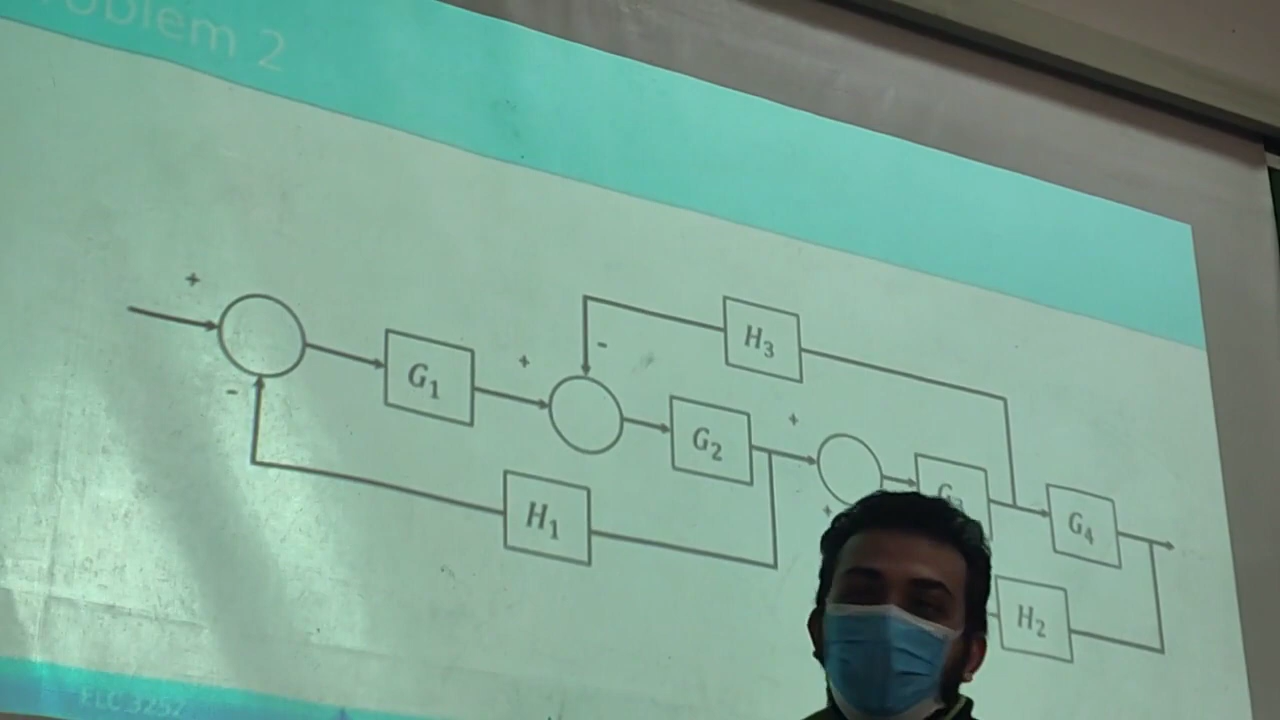 oblem 2
+
H₃
-
G₁
+
-
G₂
+
H₁
+
G₄
H₂
ELC 3252